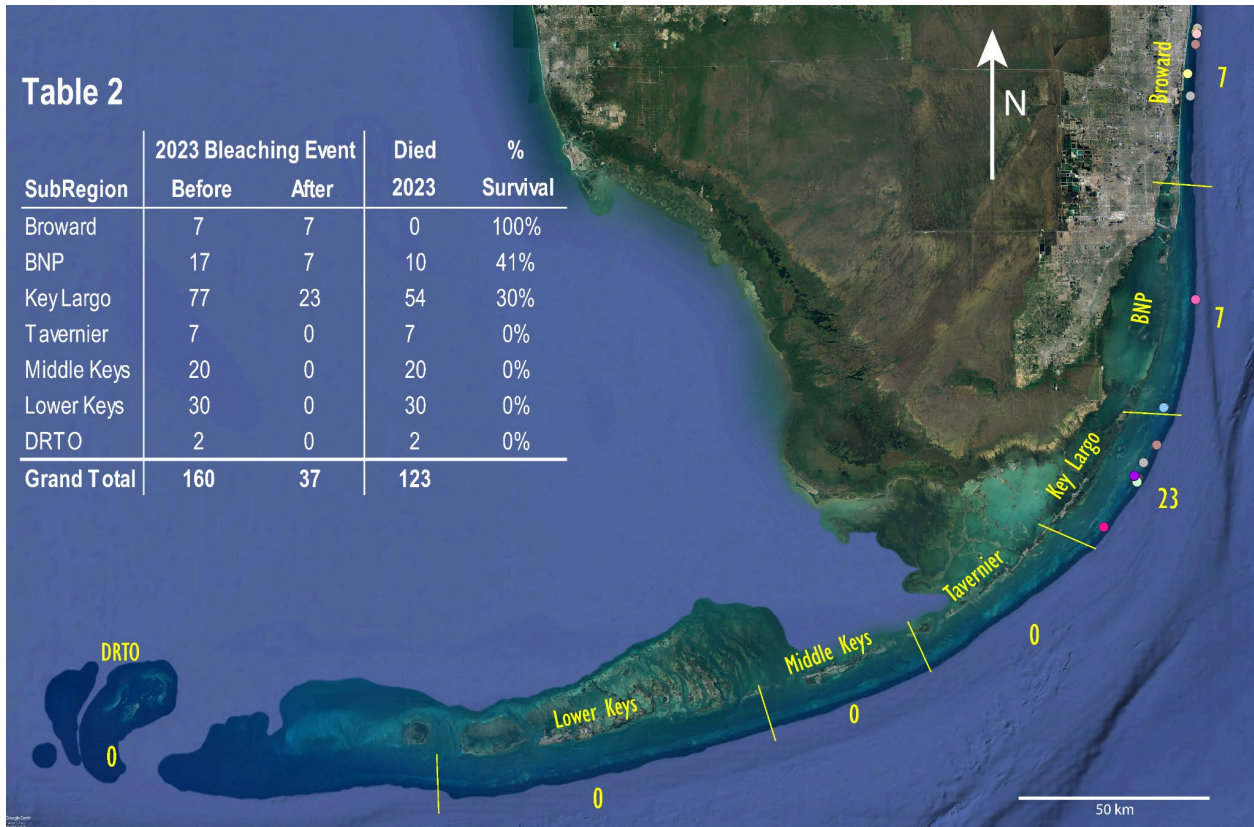 Table 2
2023 Bleaching Event Died %
SubRegion Before After 2023 Survival
Broward 7 7 0 100%
BNP 17 7 10 41%
Key Largo 77 23 54 30%
Tavernier 7 0 7 0%
Middle Keys 20 0 20 0%
Lower Keys 30 0 30 0%
DRTO 2 0 2 0%
Grand Total 160 37 123
N
Broward
7
BNP
7
Key Largo
23
Tavernier
0
Middle Keys
0
Lower Keys
0
DRTO
0
50 km
Google Earth